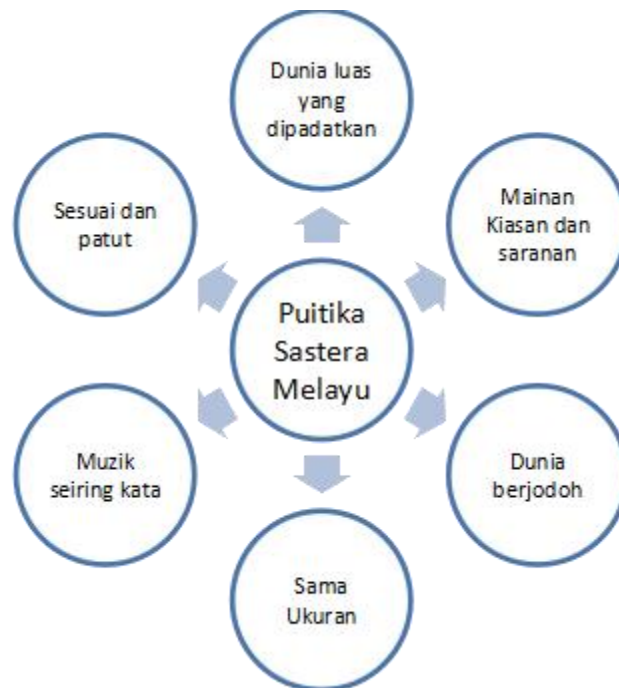 Dunia luas
yang
dipadatkan
Mainan
Kiasan dan
saranan
Dunia
berjodoh
Sama
Ukuran
Muzik
seiring kata
Sesuai dan
patut
Puitika
Sastera
Melayu